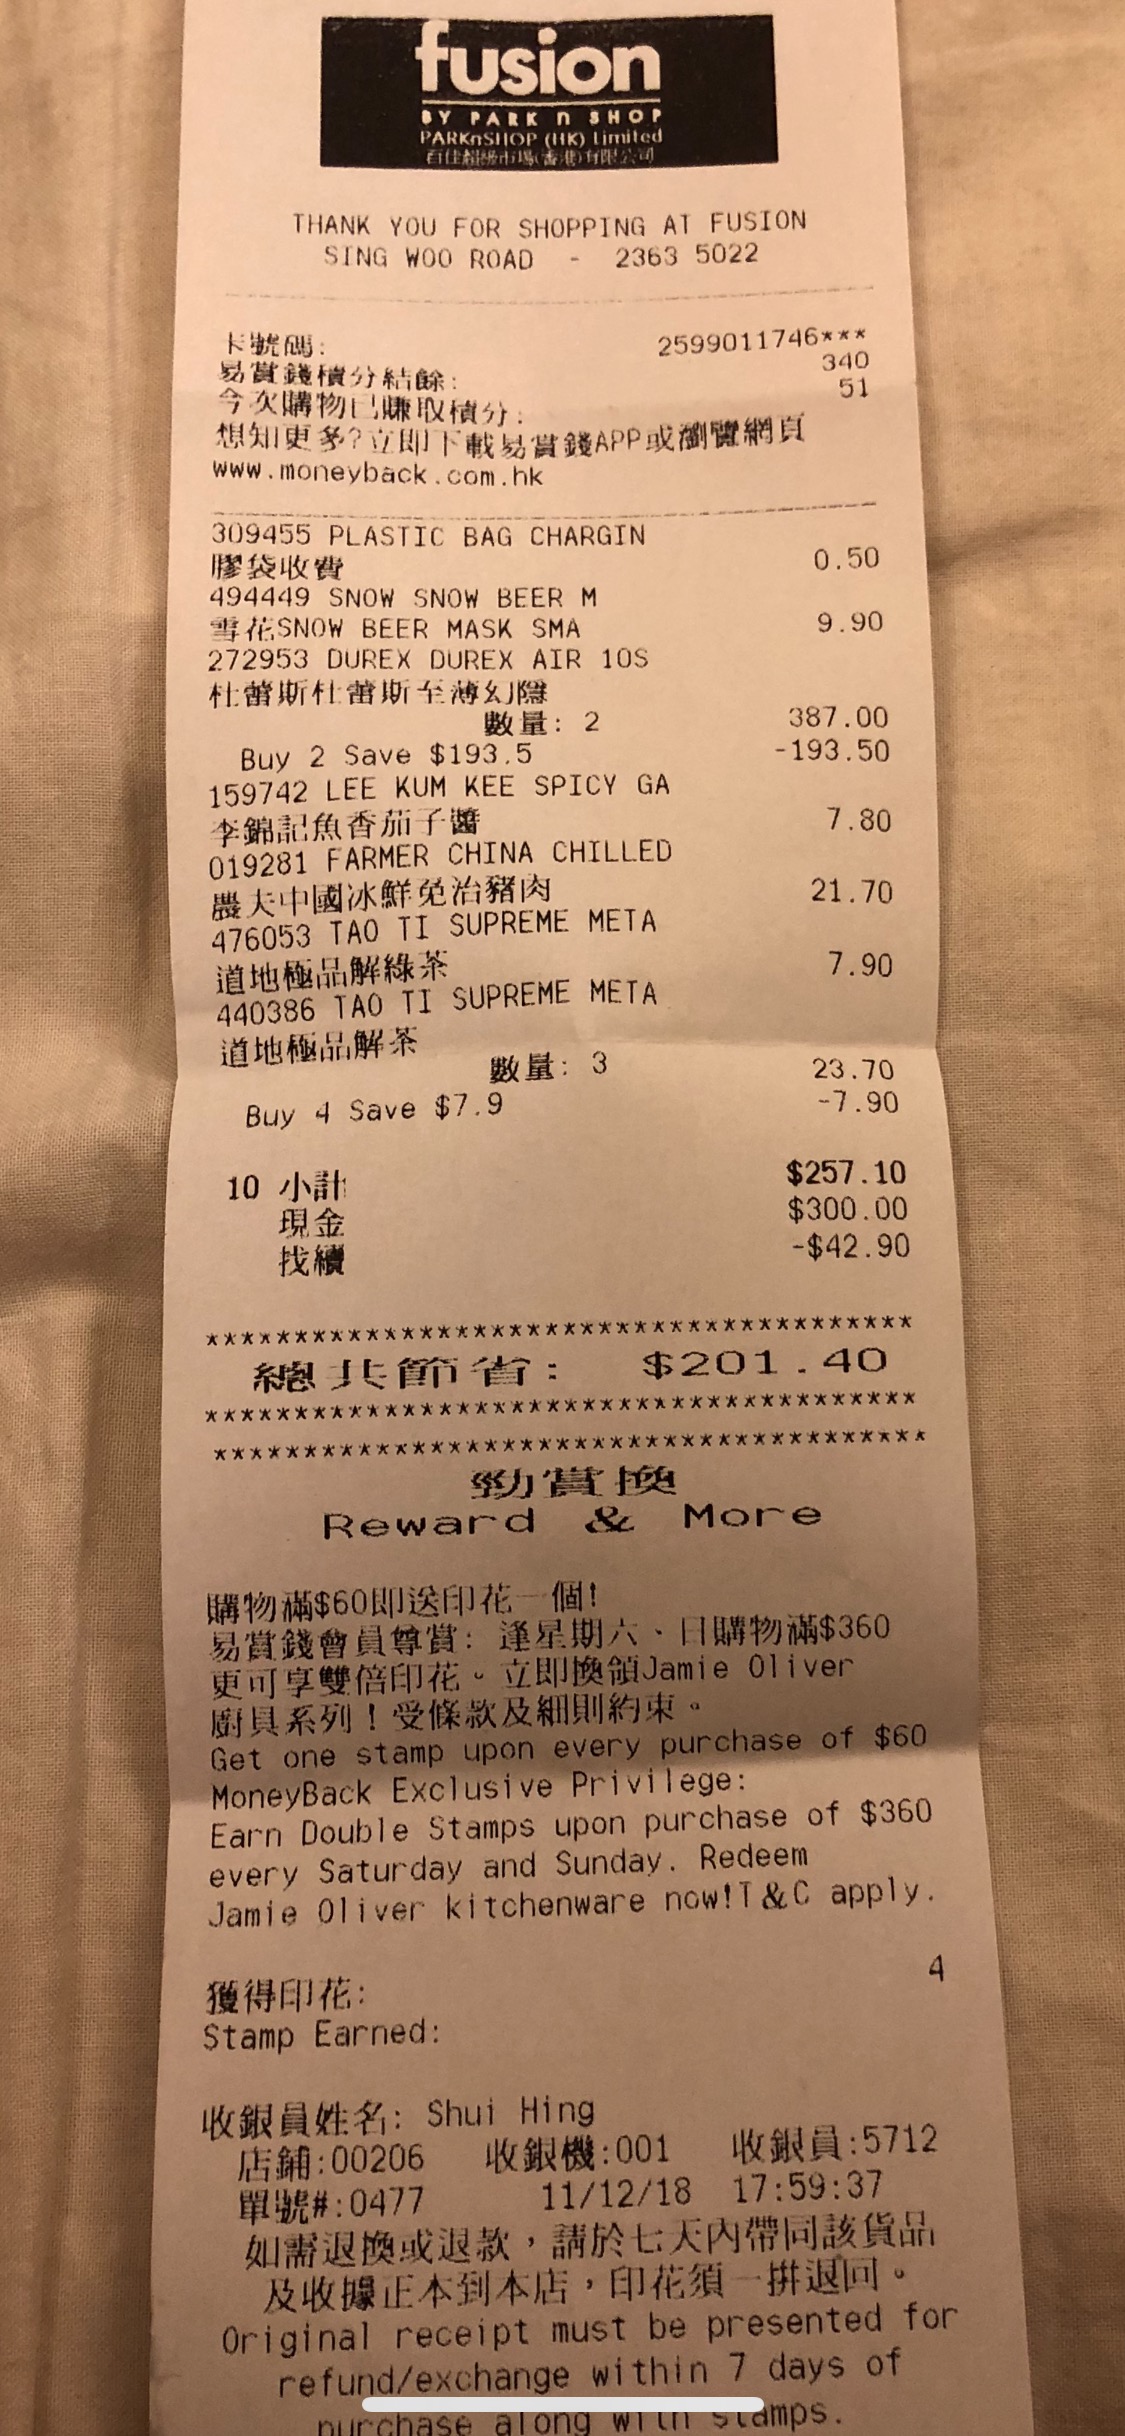 fusion
BY PARK n SHOP
PARKnSHOP (HK) Limited
百佳超級市場(香港)有限公司
THANK YOU FOR SHOPPING AT FUSION
SING WOO ROAD - 2363 5022
卡號碼: 2599011746***
易賞錢積分結餘: 340
今次購物已賺取積分: 51
想知更多?立即下載易賞錢APP或瀏覽網頁
www.moneyback.com.hk
309455 PLASTIC BAG CHARGIN
膠袋收費 0.50
494449 SNOW SNOW BEER M
雪花SNOW BEER MASK SMA 9.90
272953 DUREX DUREX AIR 10S
杜蕾斯杜蕾斯至薄幻隱
數量: 2 387.00
Buy 2 Save $193.5 -193.50
159742 LEE KUM KEE SPICY GA
李錦記魚香茄子醬 7.80
019281 FARMER CHINA CHILLED
農夫中國冰鮮免治豬肉 21.70
476053 TAO TI SUPREME META
道地極品解綠茶 7.90
440386 TAO TI SUPREME META
道地極品解茶
數量: 3 23.70
Buy 4 Save $7.9 -7.90
10 小計 $257.10
現金 $300.00
找續 -$42.90
****************************************
總共節省: $201.40
****************************************
****************************************
勁賞換
Reward & More
購物滿$60即送印花一個!
易賞錢會員尊賞: 逢星期六、日購物滿$360
更可享雙倍印花。立即換領Jamie Oliver
廚具系列！受條款及細則約束。
Get one stamp upon every purchase of $60
MoneyBack Exclusive Privilege:
Earn Double Stamps upon purchase of $360
every Saturday and Sunday. Redeem
Jamie Oliver kitchenware now!T&C apply.
獲得印花: 4
Stamp Earned:
收銀員姓名: Shui Hing
店鋪:00206 收銀機:001 收銀員:5712
單號#:0477 11/12/18 17:59:37
如需退換或退款，請於七天內帶同該貨品
及收據正本到本店，印花須一拼退回。
Original receipt must be presented for
refund/exchange within 7 days of
purchase along with stamps.